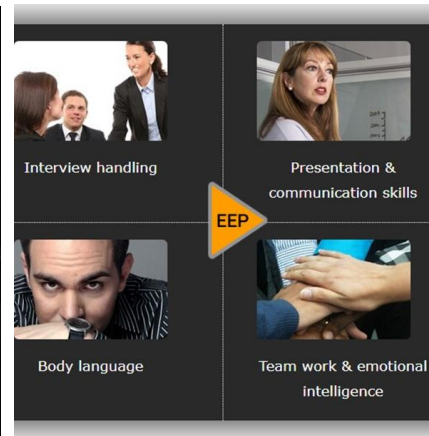 Interview handling
Presentation &
communication skills
EEP
Body language
Team work & emotional
intelligence